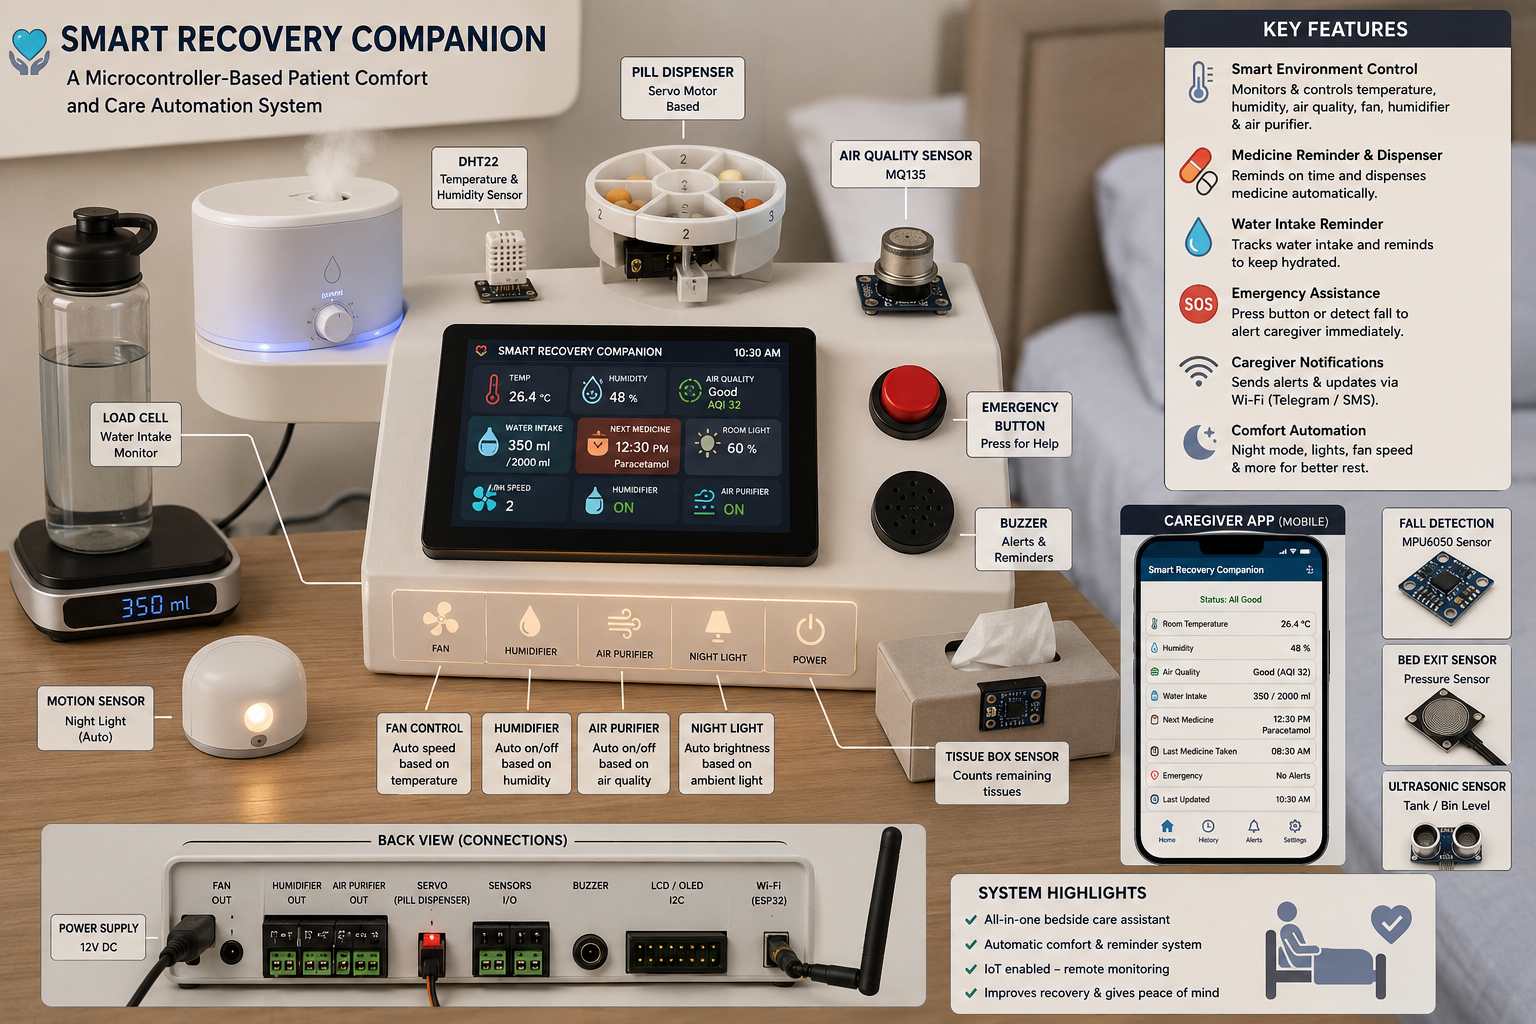 SMART RECOVERY COMPANION
A Microcontroller-Based Patient Comfort
and Care Automation System
PILL DISPENSER
Servo Motor
Based
DHT22
Temperature &
Humidity Sensor
AIR QUALITY SENSOR
MQ135
2
2
2
3
LOAD CELL
Water Intake
Monitor
350 ml
SMART RECOVERY COMPANION
10:30 AM
TEMP
26.4 °C
HUMIDITY
48 %
AIR QUALITY
Good
AQI 32
WATER INTAKE
350 ml
/2000 ml
NEXT MEDICINE
12:30 PM
Paracetamol
ROOM LIGHT
60 %
SPEED
2
HUMIDIFIER
ON
AIR PURIFIER
ON
EMERGENCY
BUTTON
Press for Help
BUZZER
Alerts &
Reminders
FAN
HUMIDIFIER
AIR PURIFIER
NIGHT LIGHT
POWER
MOTION SENSOR
Night Light
(Auto)
FAN CONTROL
Auto speed
based on
temperature
HUMIDIFIER
Auto on/off
based on
humidity
AIR PURIFIER
Auto on/off
based on
air quality
NIGHT LIGHT
Auto brightness
based on
ambient light
TISSUE BOX SENSOR
Counts remaining
tissues
KEY FEATURES
Smart Environment Control
Monitors & controls temperature,
humidity, air quality, fan, humidifier
& air purifier.
Medicine Reminder & Dispenser
Reminds on time and dispenses
medicine automatically.
Water Intake Reminder
Tracks water intake and reminds
to keep hydrated.
SOS
Emergency Assistance
Press button or detect fall to
alert caregiver immediately.
Caregiver Notifications
Sends alerts & updates via
Wi-Fi (Telegram / SMS).
Comfort Automation
Night mode, lights, fan speed
& more for better rest.
CAREGIVER APP (MOBILE)
Smart Recovery Companion
Status: All Good
Room Temperature 26.4 °C
Humidity 48 %
Air Quality Good (AQI 32)
Water Intake 350 / 2000 ml
Next Medicine 12:30 PM
Paracetamol
Last Medicine Taken 08:30 AM
Emergency No Alerts
Last Updated 10:30 AM
Home History Alerts Settings
FALL DETECTION
MPU6050 Sensor
BED EXIT SENSOR
Pressure Sensor
ULTRASONIC SENSOR
Tank / Bin Level
BACK VIEW (CONNECTIONS)
POWER SUPPLY
12V DC
FAN
OUT
HUMIDIFIER
OUT
AIR PURIFIER
OUT
SERVO
(PILL DISPENSER)
SENSORS
I/O
BUZZER
LCD / OLED
I2C
Wi-Fi
(ESP32)
SYSTEM HIGHLIGHTS
All-in-one bedside care assistant
Automatic comfort & reminder system
IoT enabled – remote monitoring
Improves recovery & gives peace of mind